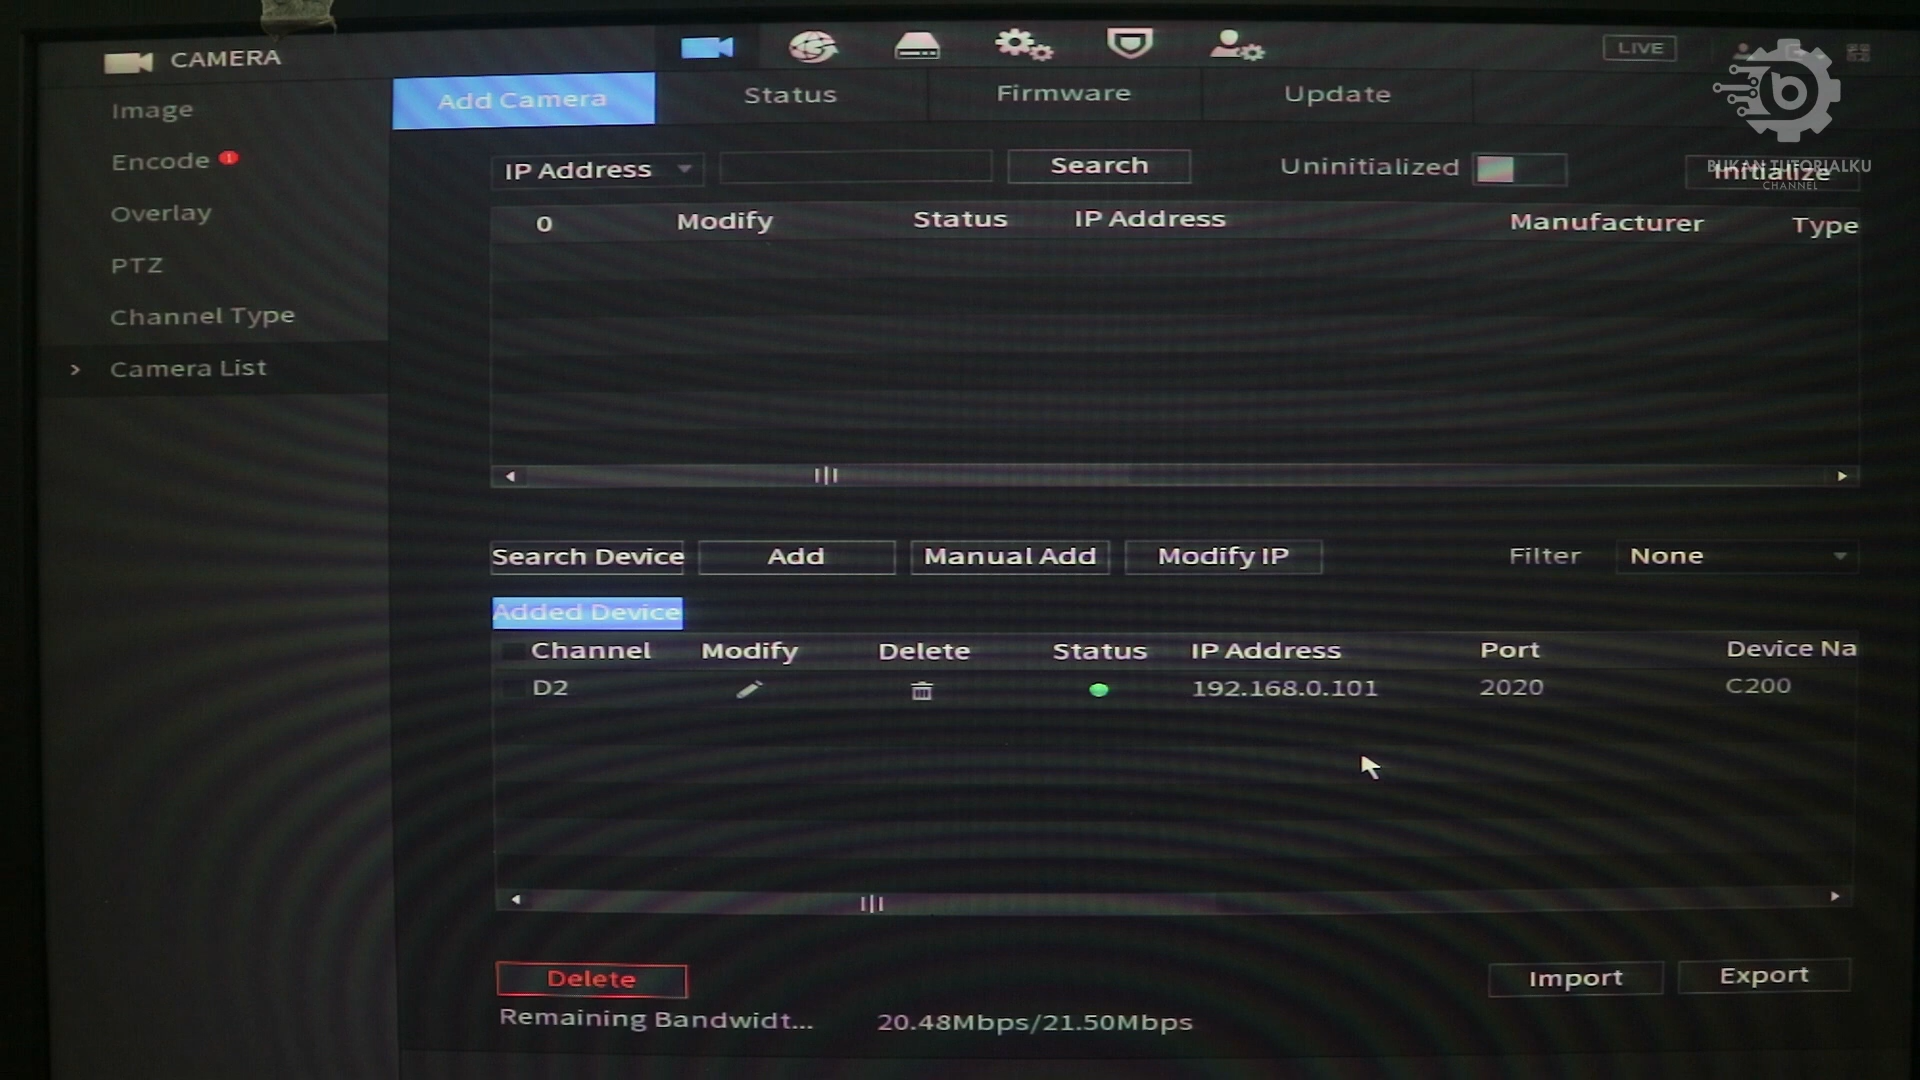 CAMERA
LIVE
Image
Encode
Overlay
PTZ
Channel Type
> Camera List
Add Camera Status Firmware Update
BUKAN TUTORIALKU
CHANNEL
IP Address Search Uninitialized Initialize
0 Modify Status IP Address Manufacturer Type
Search Device Add Manual Add Modify IP Filter None
Added Device
Channel Modify Delete Status IP Address Port Device Na
D2 192.168.0.101 2020 C200
Delete Import Export
Remaining Bandwidt... 20.48Mbps/21.50Mbps